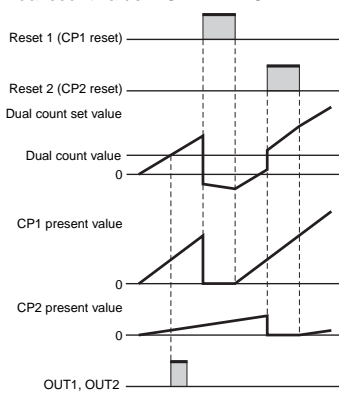 Reset 1 (CP1 reset)
Reset 2 (CP2 reset)
Dual count set value
Dual count value
0
CP1 present value
0
CP2 present value
0
OUT1, OUT2